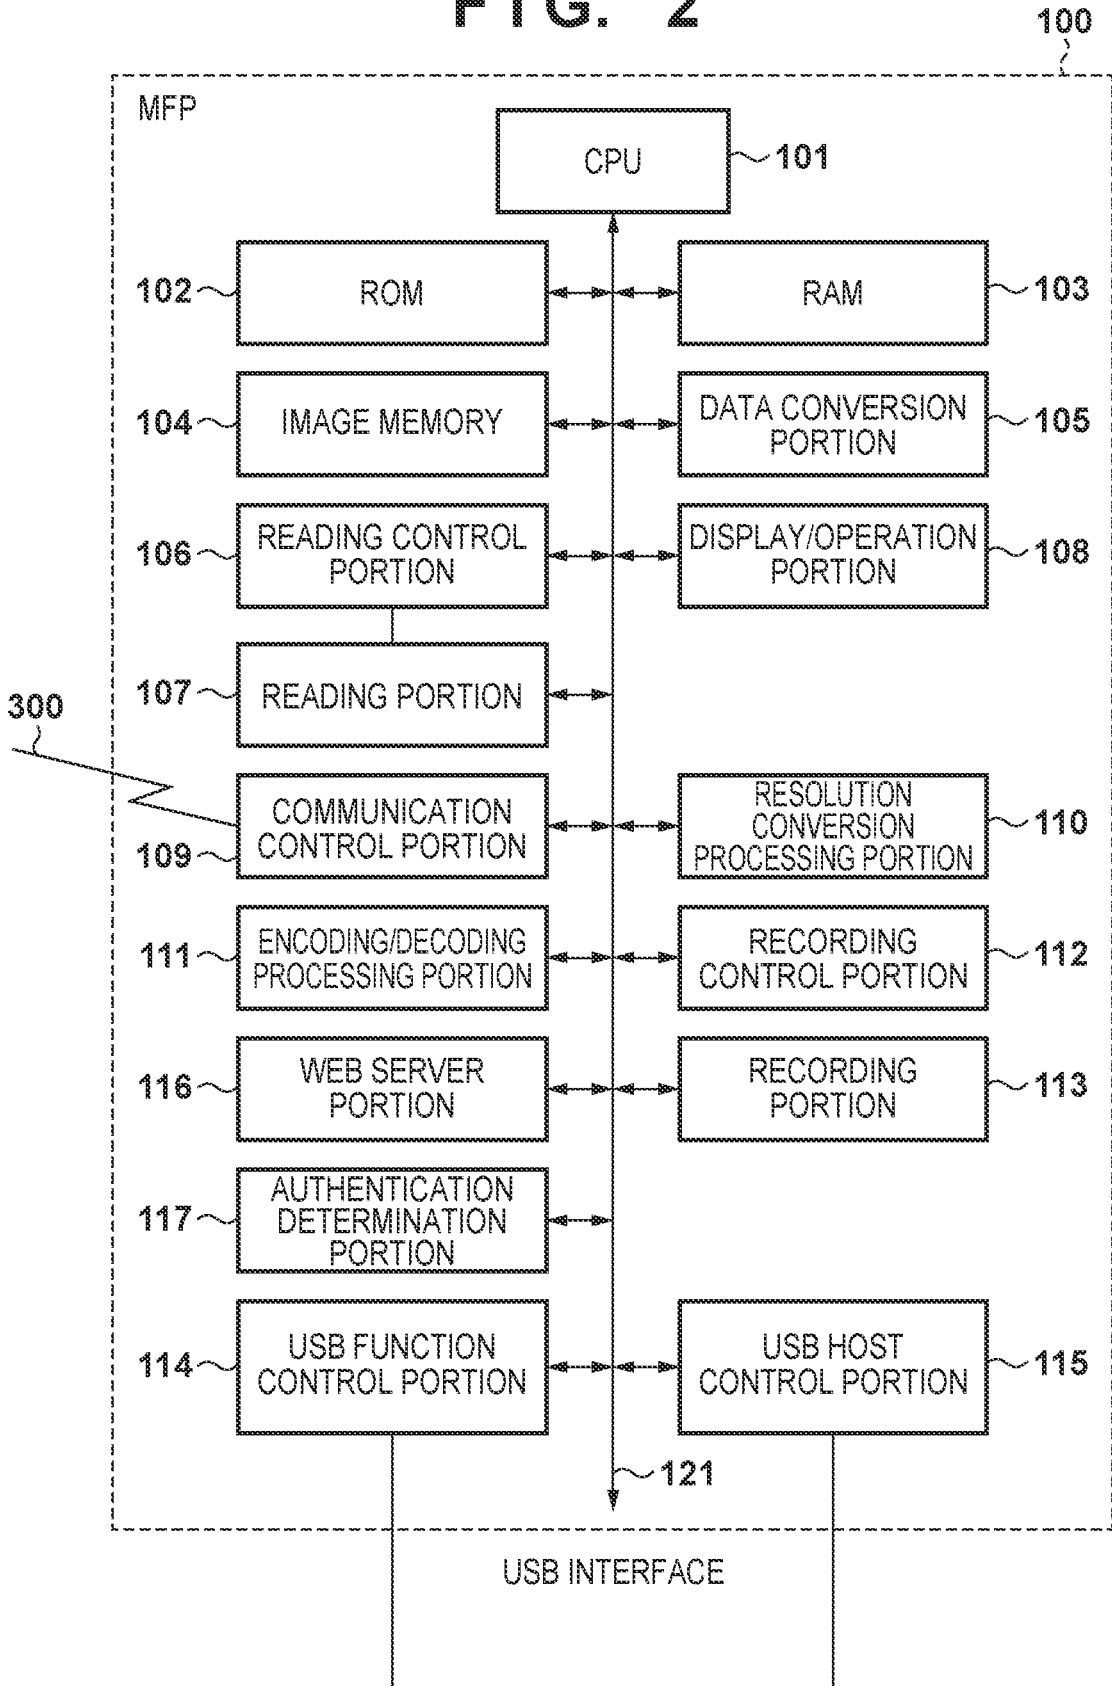 FIG. 2
100
MFP
CPU
101
102
ROM
RAM
103
104
IMAGE MEMORY
DATA CONVERSION
PORTION
105
106
READING CONTROL
PORTION
DISPLAY/OPERATION
PORTION
108
107
READING PORTION
300
COMMUNICATION
CONTROL PORTION
109
RESOLUTION
CONVERSION
PROCESSING PORTION
110
111
ENCODING/DECODING
PROCESSING PORTION
RECORDING
CONTROL PORTION
112
116
WEB SERVER
PORTION
RECORDING
PORTION
113
117
AUTHENTICATION
DETERMINATION
PORTION
114
USB FUNCTION
CONTROL PORTION
USB HOST
CONTROL PORTION
115
121
USB INTERFACE